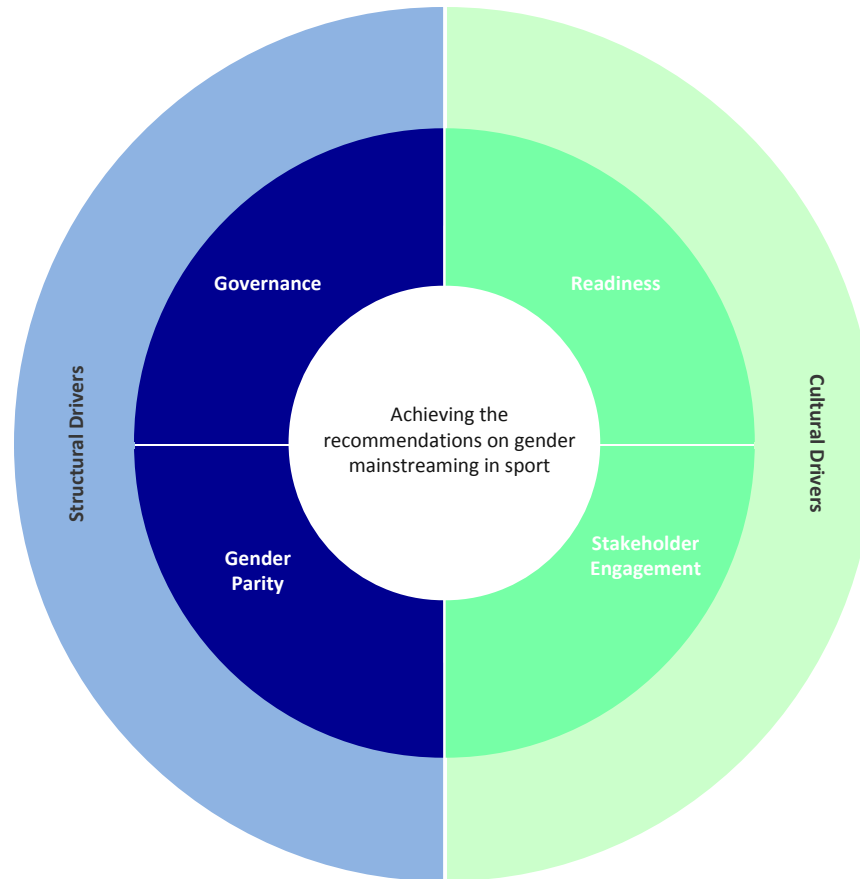 Governance
Readiness
Structural Drivers
Achieving the
recommendations on gender
mainstreaming in sport
Cultural Drivers
Gender
Parity
Stakeholder
Engagement